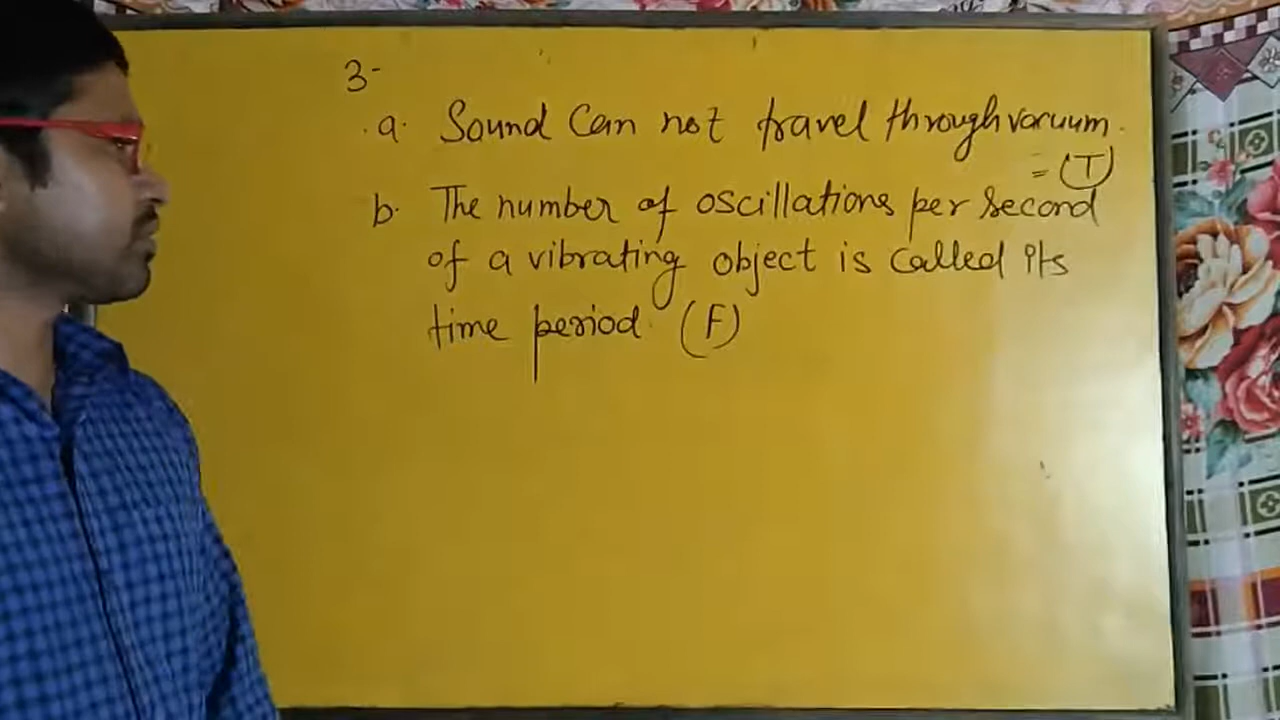 3-
a. Sound Can not travel through vacuum.
= (T)
b. The number of oscillations per second
of a vibrating object is called its
time period. (F)